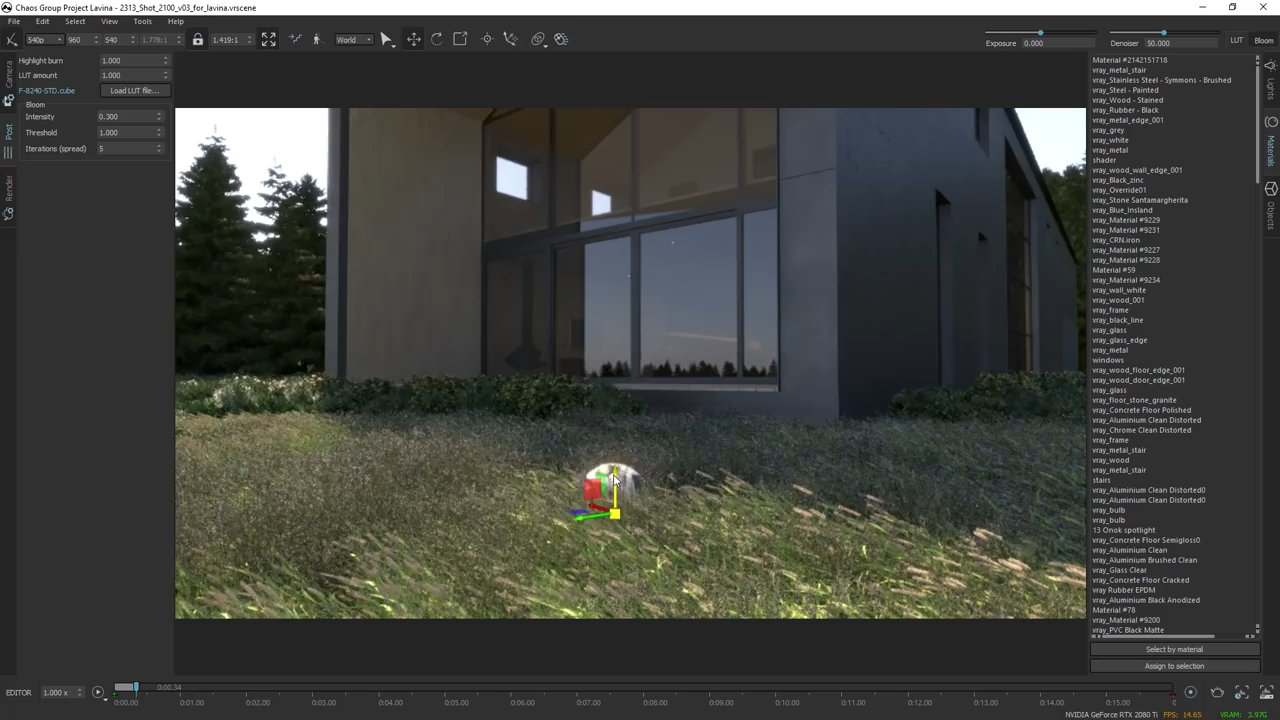 Chaos Group Project Lavina - 2313_Shot_2100_v03_for_lavina.vrscene
File Edit Select View Tools Help
540p 960 540 1.778:1 1.419:1 World Exposure 0.000 Denoiser 50.000 LUT Bloom
Camera
Post
Render
Highlight burn 1.000
LUT amount 1.000
F-8240-STD.cube Load LUT file...
Bloom
Intensity 0.300
Threshold 1.000
Iterations (spread) 5
Material #2142151718
vray_metal_stair
vray_Stainless Steel - Symmons - Brushed
vray_Steel - Painted
vray_Wood - Stained
vray_Rubber - Black
vray_metal_edge_001
vray_grey
vray_white
vray_metal
shader
vray_wood_wall_edge_001
vray_Black_zinc
vray_Override01
vray_Stone Santamargherita
vray_Blue_Insland
vray_Material #9229
vray_Material #9231
vray_CRN.iron
vray_Material #9227
vray_Material #9228
Material #59
vray_Material #9234
vray_wall_white
vray_wood_001
vray_frame
vray_black_line
vray_glass
vray_glass_edge
vray_metal
windows
vray_wood_floor_edge_001
vray_wood_door_edge_001
vray_glass
vray_floor_stone_granite
vray_Concrete Floor Polished
vray_Aluminium Clean Distorted
vray_Chrome Clean Distorted
vray_frame
vray_metal_stair
vray_wood
vray_metal_stair
stairs
vray_Aluminium Clean Distorted0
vray_Aluminium Clean Distorted0
vray_bulb
vray_bulb
13 Onok spotlight
vray_Concrete Floor Semigloss0
vray_Aluminium Clean
vray_Aluminium Brushed Clean
vray_Glass Clear
vray_Concrete Floor Cracked
vray Rubber EPDM
vray_Aluminium Black Anodized
Material #78
vray_Material #9200
vray_PVC Black Matte
Select by material
Assign to selection
Lights
Materials
Objects
EDITOR 1.000 x 0:00.34
0:00.00 0:01.00 0:02.00 0:03.00 0:04.00 0:05.00 0:06.00 0:07.00 0:08.00 0:09.00 0:10.00 0:11.00 0:12.00 0:13.00 0:14.00 0:15.00
NVIDIA GeForce RTX 2080 Ti FPS: 14.65 VRAM: 3.97G